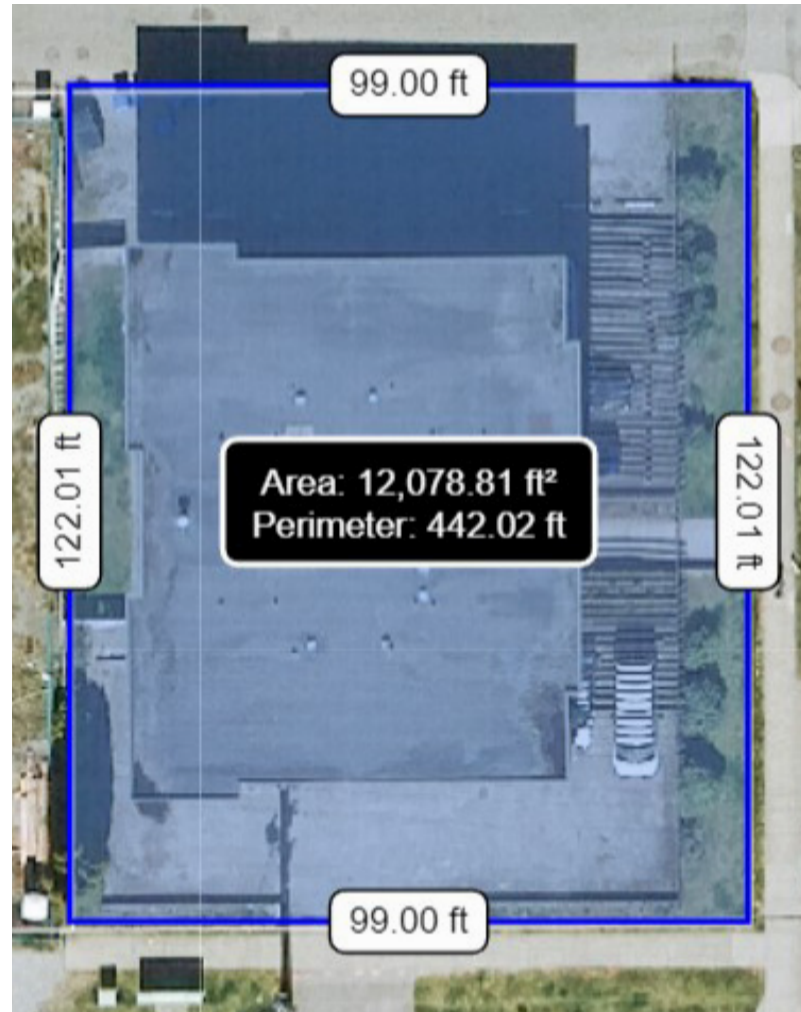 99.00 ft
122.01 ft
Area: 12,078.81 ft²
Perimeter: 442.02 ft
122.01 ft
99.00 ft